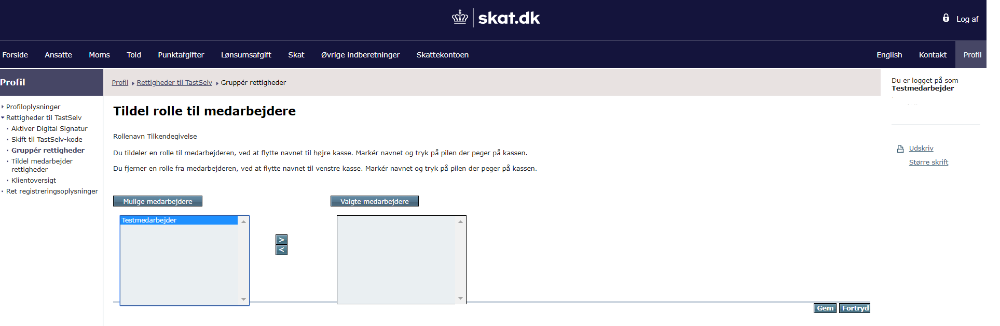 skat.dk
Log af
Forside Ansatte Moms Told Punktafgifter Lønsumsafgift Skat Øvrige indberetninger Skattekontoen English Kontakt Profil
Profil
Profiloplysninger
Rettigheder til TastSelv
Aktiver Digital Signatur
Skift til TastSelv-kode
Gruppér rettigheder
Tildel medarbejder
rettigheder
Klientoversigt
Ret registreringsoplysninger
Profil Rettigheder til TastSelv Gruppér rettigheder
Tildel rolle til medarbejdere
Rollenavn Tilkendegivelse
Du tildeler en rolle til medarbejderen, ved at flytte navnet til højre kasse. Markér navnet og tryk på pilen der peger på kassen.
Du fjerner en rolle fra medarbejderen, ved at flytte navnet til venstre kasse. Markér navnet og tryk på pilen der peger på kassen.
Mulige medarbejdere
Testmedarbejder
>
<
Valgte medarbejdere
Gem Fortryd
Du er logget på som
Testmedarbejder
Udskriv
Større skrift